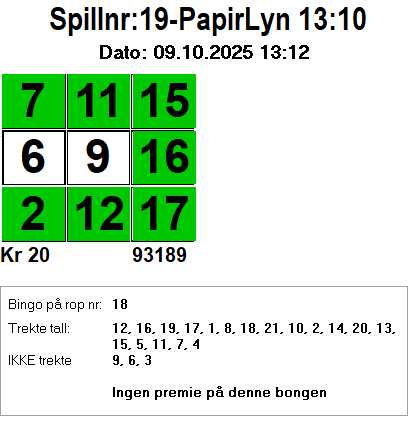 Spillnr:19-PapirLyn 13:10
Dato: 09.10.2025 13:12
7 11 15
6 9 16
2 12 17
Kr 20 93189
Bingo på rop nr: 18
Trekte tall: 12, 16, 19, 17, 1, 8, 18, 21, 10, 2, 14, 20, 13,
15, 5, 11, 7, 4
IKKE trekte 9, 6, 3
Ingen premie på denne bongen